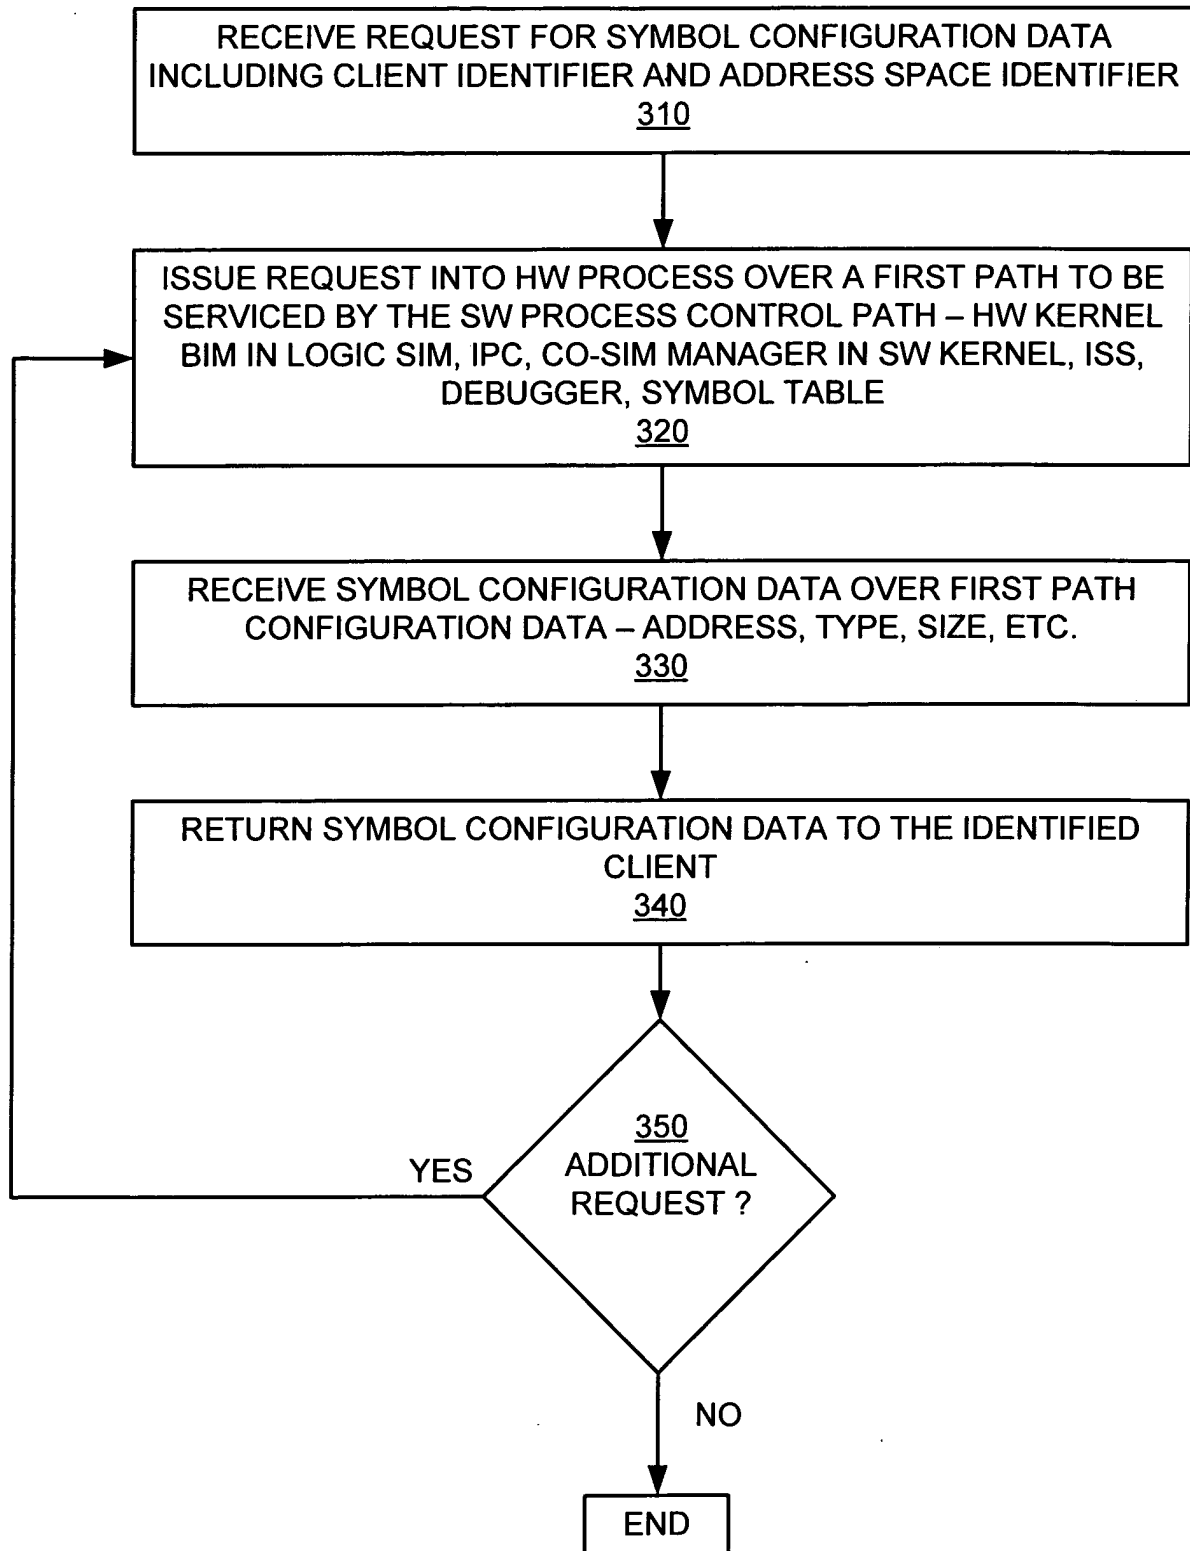 RECEIVE REQUEST FOR SYMBOL CONFIGURATION DATA
INCLUDING CLIENT IDENTIFIER AND ADDRESS SPACE IDENTIFIER
310
ISSUE REQUEST INTO HW PROCESS OVER A FIRST PATH TO BE
SERVICED BY THE SW PROCESS CONTROL PATH – HW KERNEL
BIM IN LOGIC SIM, IPC, CO-SIM MANAGER IN SW KERNEL, ISS,
DEBUGGER, SYMBOL TABLE
320
RECEIVE SYMBOL CONFIGURATION DATA OVER FIRST PATH
CONFIGURATION DATA – ADDRESS, TYPE, SIZE, ETC.
330
RETURN SYMBOL CONFIGURATION DATA TO THE IDENTIFIED
CLIENT
340
350
ADDITIONAL
REQUEST ?
YES
NO
END